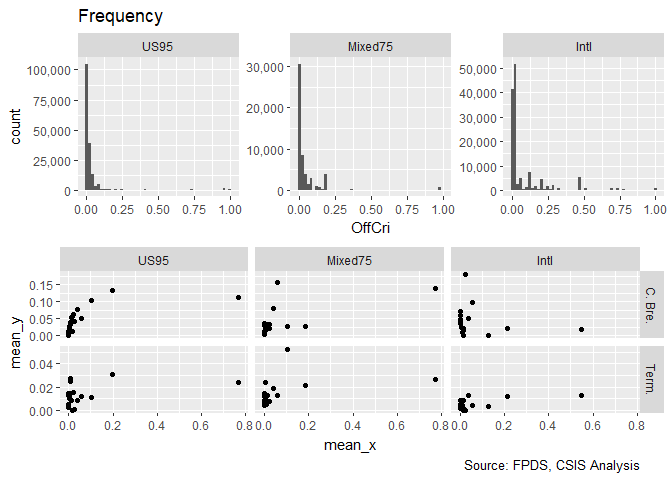 Frequency
US95 Mixed75 Intl
count
100,000
75,000
50,000
25,000
0
30,000
20,000
10,000
0
50,000
40,000
30,000
20,000
10,000
0
0.00 0.25 0.50 0.75 1.00 0.00 0.25 0.50 0.75 1.00 0.00 0.25 0.50 0.75 1.00
OffCri
US95 Mixed75 Intl
mean_y
0.15
0.10
0.05
0.00
C. Bre.
0.04
0.02
0.00
Term.
0.0 0.2 0.4 0.6 0.8 0.0 0.2 0.4 0.6 0.8 0.0 0.2 0.4 0.6 0.8
mean_x
Source: FPDS, CSIS Analysis